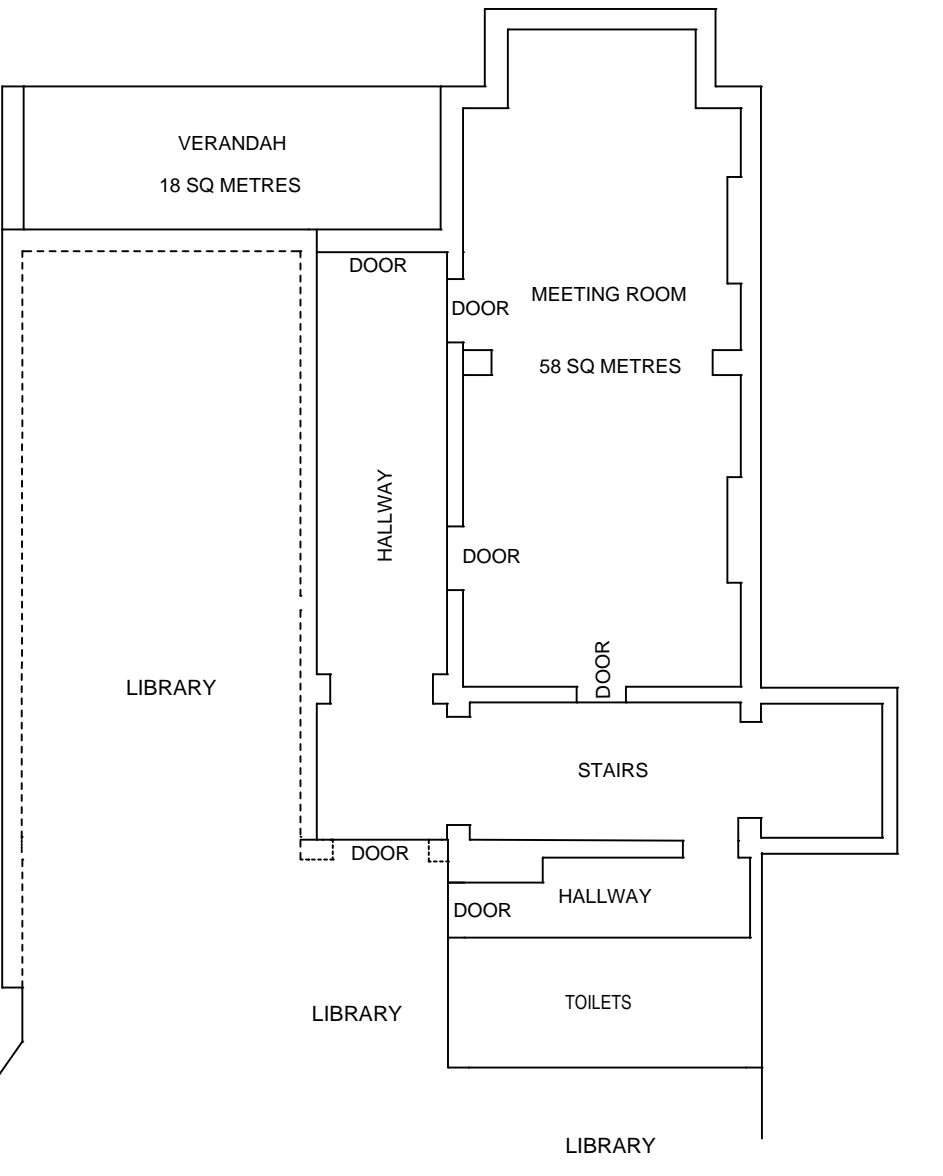 VERANDAH
18 SQ METRES
DOOR
DOOR
MEETING ROOM
58 SQ METRES
HALLWAY
DOOR
DOOR
LIBRARY
STAIRS
DOOR
HALLWAY
DOOR
TOILETS
LIBRARY
LIBRARY